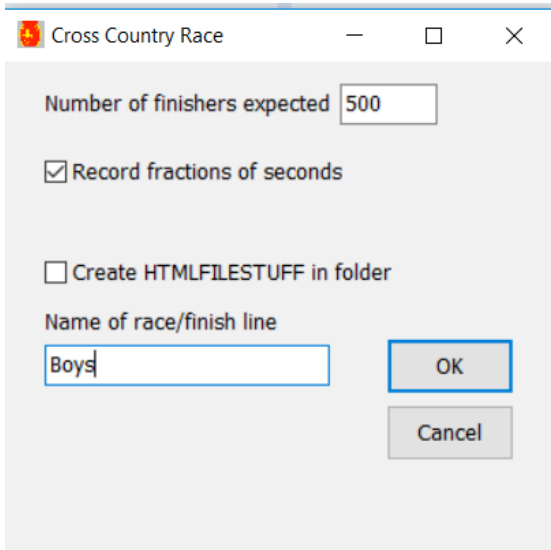 Cross Country Race
Number of finishers expected 500
Record fractions of seconds
Create HTMLFILESTUFF in folder
Name of race/finish line
Boys
OK
Cancel